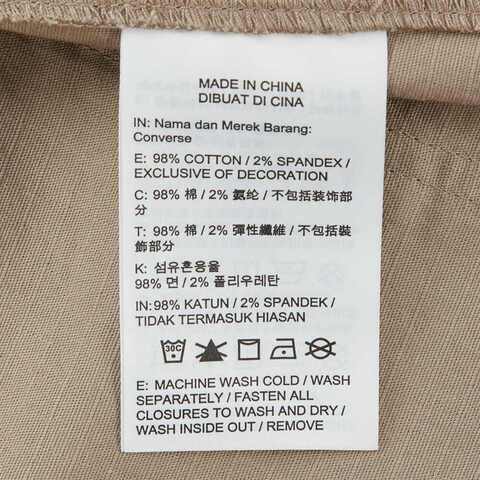 MADE IN CHINA
DIBUAT DI CINA
IN: Nama dan Merek Barang:
Converse
E: 98% COTTON / 2% SPANDEX /
EXCLUSIVE OF DECORATION
C: 98% 棉 / 2% 氨纶 / 不包括装饰部
分
T: 98% 棉 / 2% 彈性纖維 / 不包括裝
飾部分
K: 섬유혼용율
98% 면 / 2% 폴리우레탄
IN: 98% KATUN / 2% SPANDEK /
TIDAK TERMASUK HIASAN
30C
E: MACHINE WASH COLD / WASH
SEPARATELY / FASTEN ALL
CLOSURES TO WASH AND DRY /
WASH INSIDE OUT / REMOVE